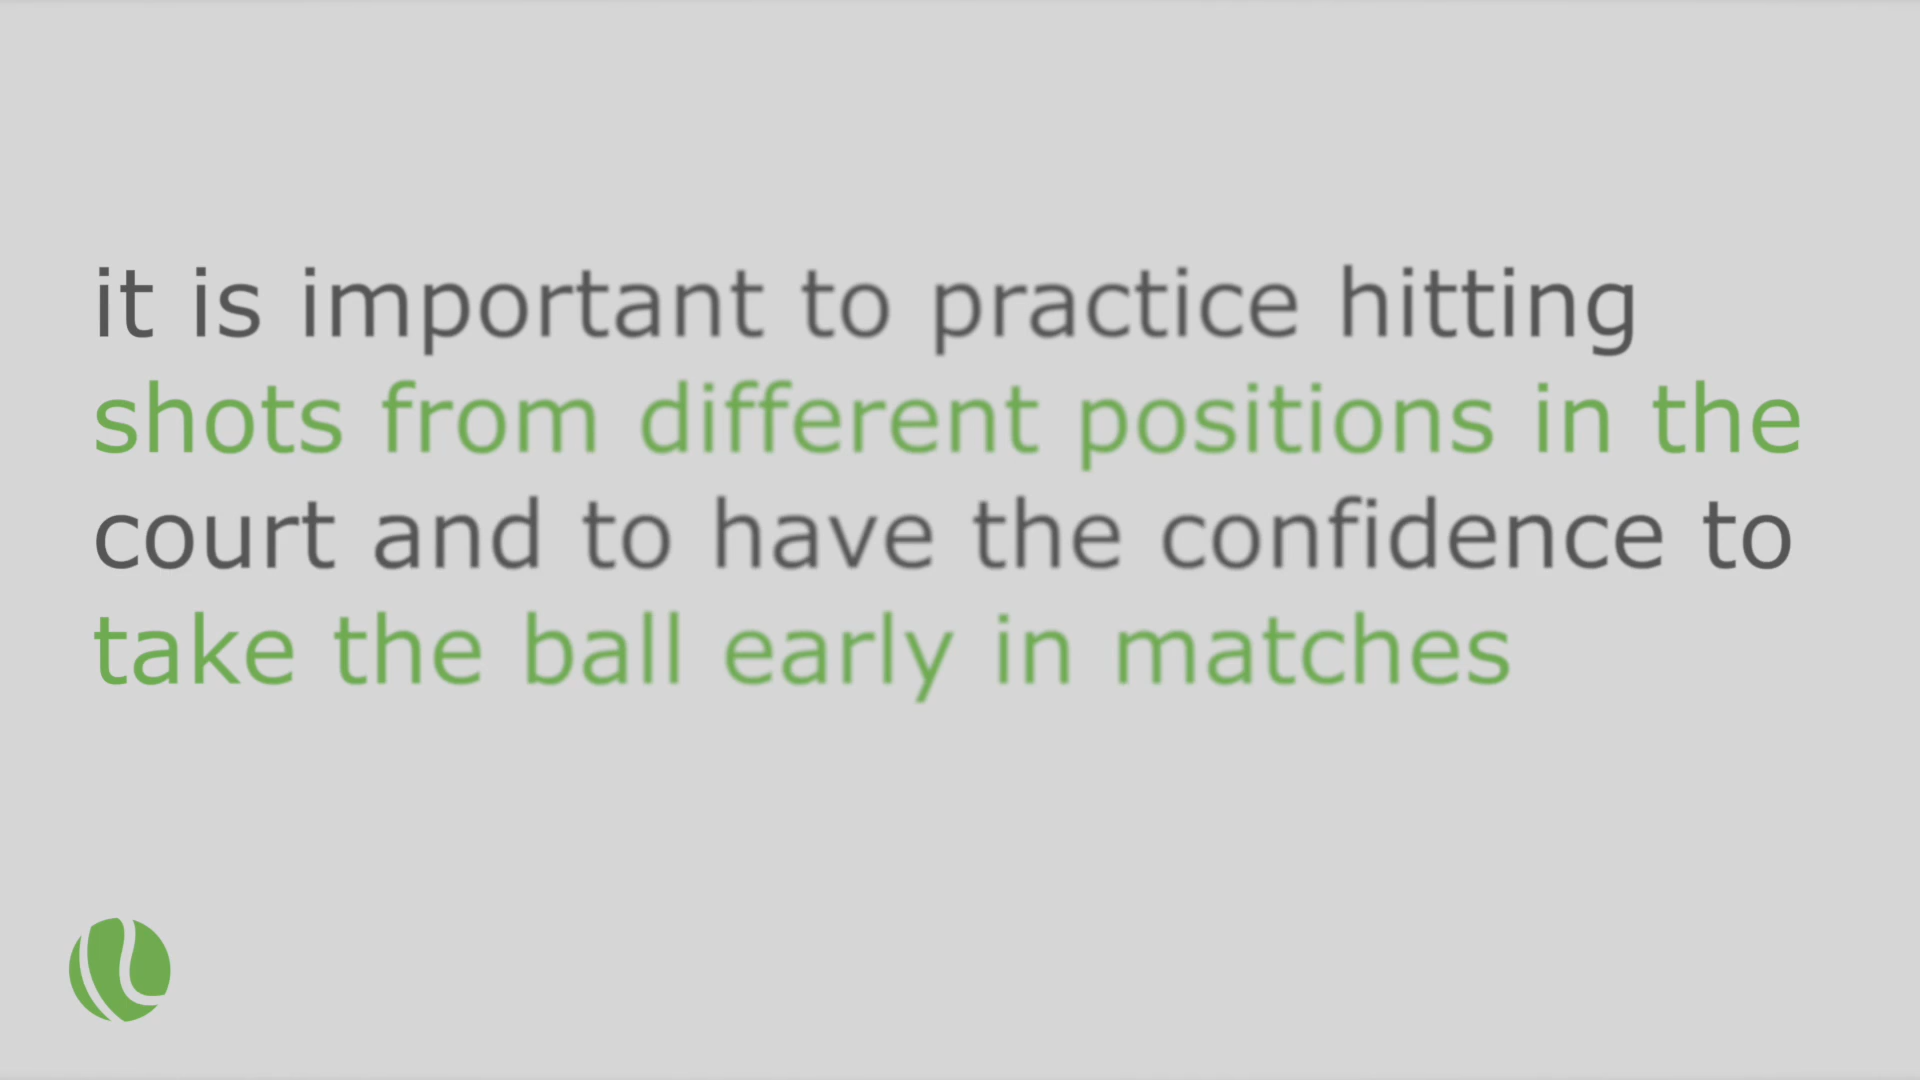 it is important to practice hitting
shots from different positions in the
court and to have the confidence to
take the ball early in matches